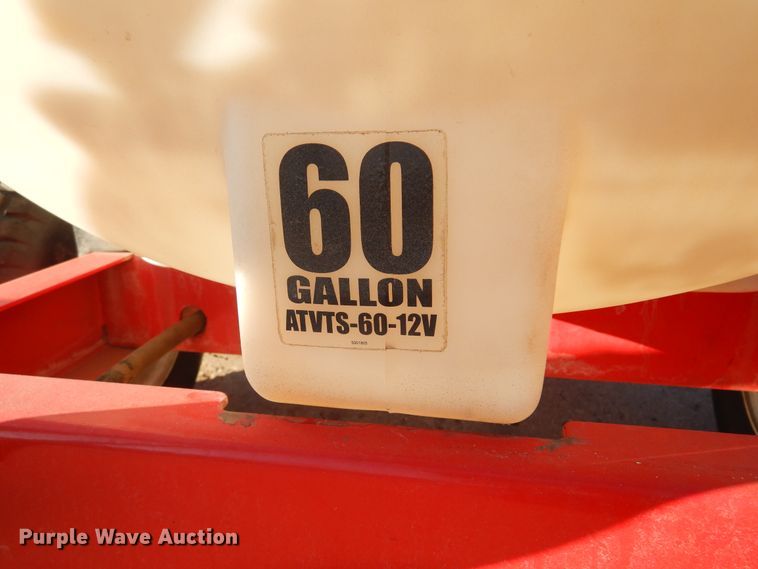 60
GALLON
ATVTS-60-12V
Purple Wave Auction